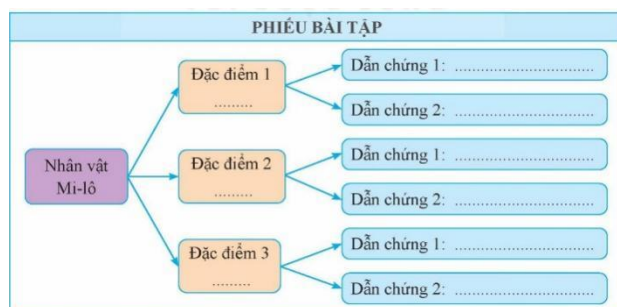 PHIẾU BÀI TẬP
Nhân vật
Mi-lô
Đặc điểm 1
.........
Dẫn chứng 1: .................................
Dẫn chứng 2: .................................
Đặc điểm 2
.........
Dẫn chứng 1: .................................
Dẫn chứng 2: .................................
Đặc điểm 3
.........
Dẫn chứng 1: .................................
Dẫn chứng 2: .................................